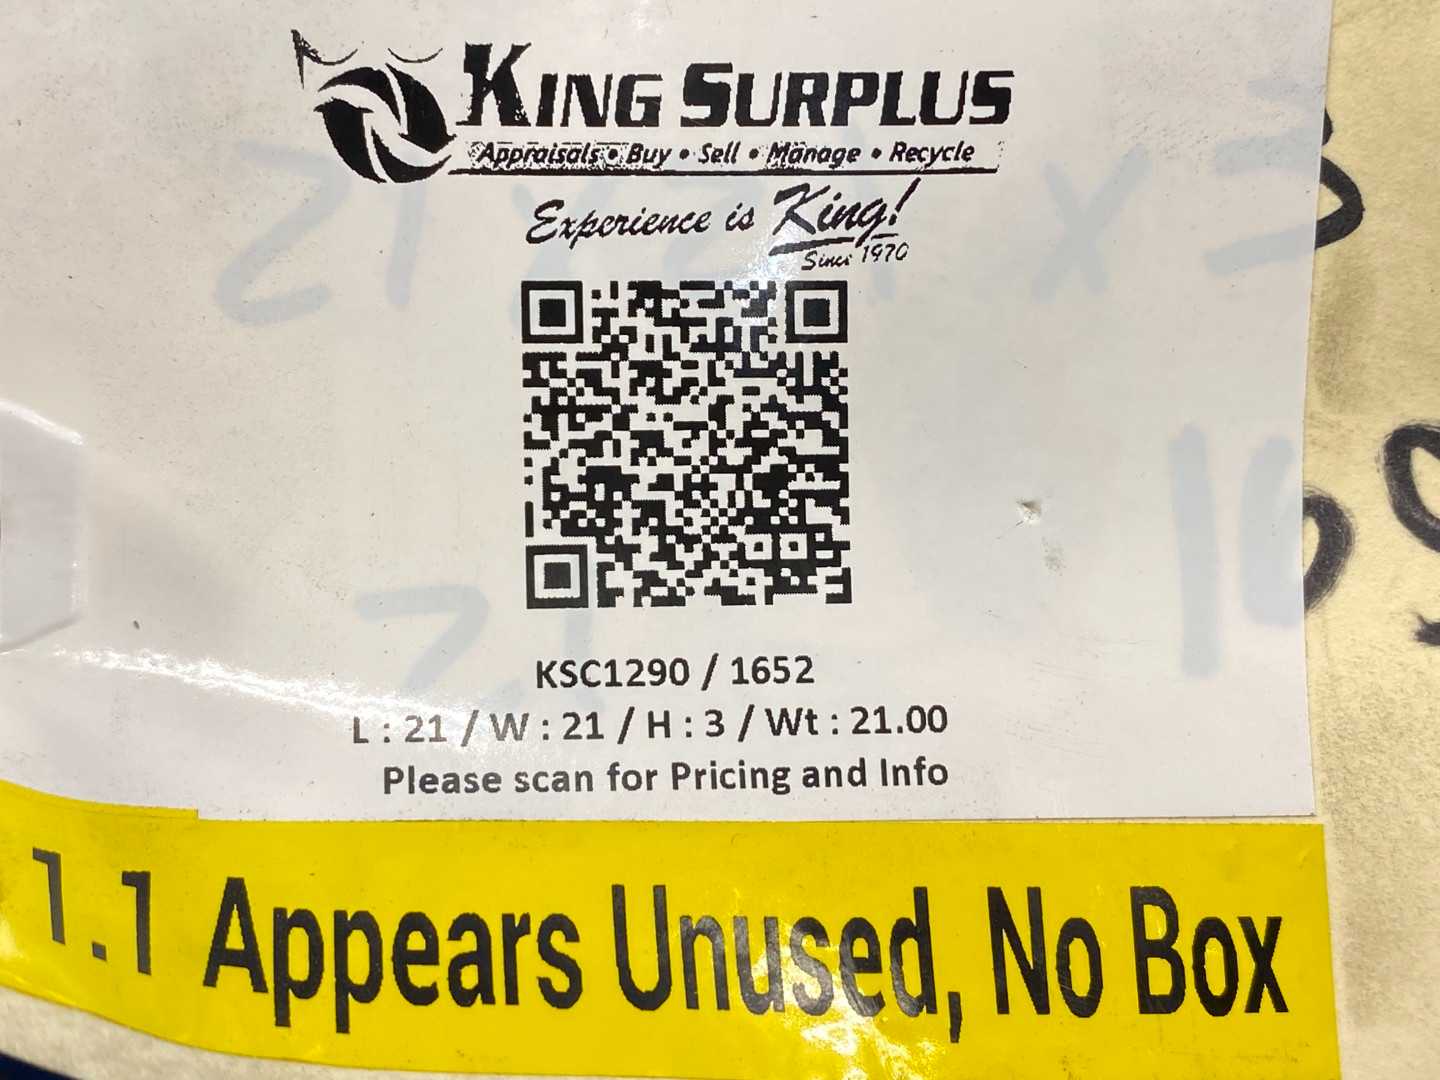 KING SURPLUS
Appraisals • Buy • Sell • Manage • Recycle
Experience is King!
Since 1970
KSC1290 / 1652
L : 21 / W : 21 / H : 3 / Wt : 21.00
Please scan for Pricing and Info
1.1 Appears Unused, No Box